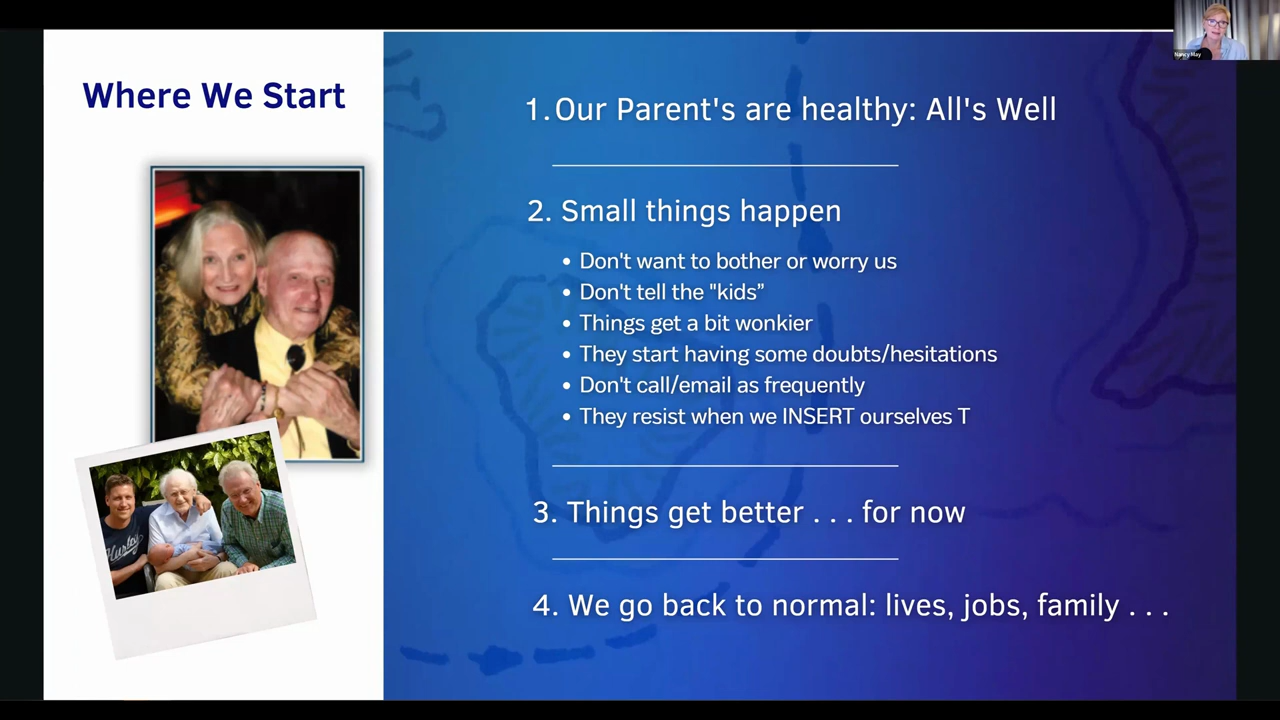 Nancy May
Where We Start
1. Our Parent's are healthy: All's Well
2. Small things happen
• Don't want to bother or worry us
• Don't tell the "kids”
• Things get a bit wonkier
• They start having some doubts/hesitations
• Don't call/email as frequently
• They resist when we INSERT ourselves T
3. Things get better . . . for now
4. We go back to normal: lives, jobs, family . . .
Hurley